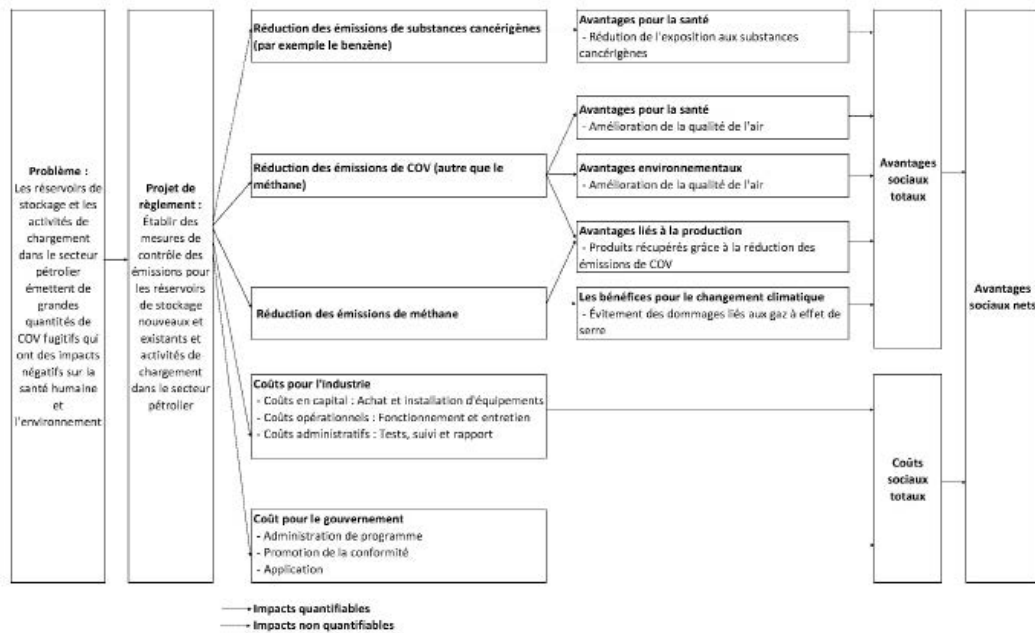 Problème :
Les réservoirs de
stockage et les
activités de
chargement
dans le secteur
pétrolier
émettent de
grandes
quantités de
COV fugitifs qui
ont des impacts
négatifs sur la
santé humaine
et
l'environnement
Projet de
règlement :
Établir des
mesures de
contrôle des
émissions pour
les réservoirs
de stockage
nouveaux et
existants et
activités de
chargement
dans le secteur
pétrolier
Réduction des émissions de substances cancérigènes
(par exemple le benzène)
Réduction des émissions de COV (autre que le
méthane)
Réduction des émissions de méthane
Coûts pour l'industrie
- Coûts en capital : Achat et installation d'équipements
- Coûts opérationnels : Fonctionnement et entretien
- Coûts administratifs : Tests, suivi et rapport
Coût pour le gouvernement
- Administration de programme
- Promotion de la conformité
- Application
Avantages pour la santé
- Rédution de l'exposition aux substances
cancérigènes
Avantages pour la santé
- Amélioration de la qualité de l'air
Avantages environnementaux
- Amélioration de la qualité de l'air
Avantages liés à la production
- Produits récupérés grâce à la réduction des
émissions de COV
Les bénéfices pour le changement climatique
- Évitement des dommages liés aux gaz à effet de
serre
Avantages
sociaux
totaux
Coûts
sociaux
totaux
Avantages
sociaux nets
Impacts quantifiables
Impacts non quantifiables